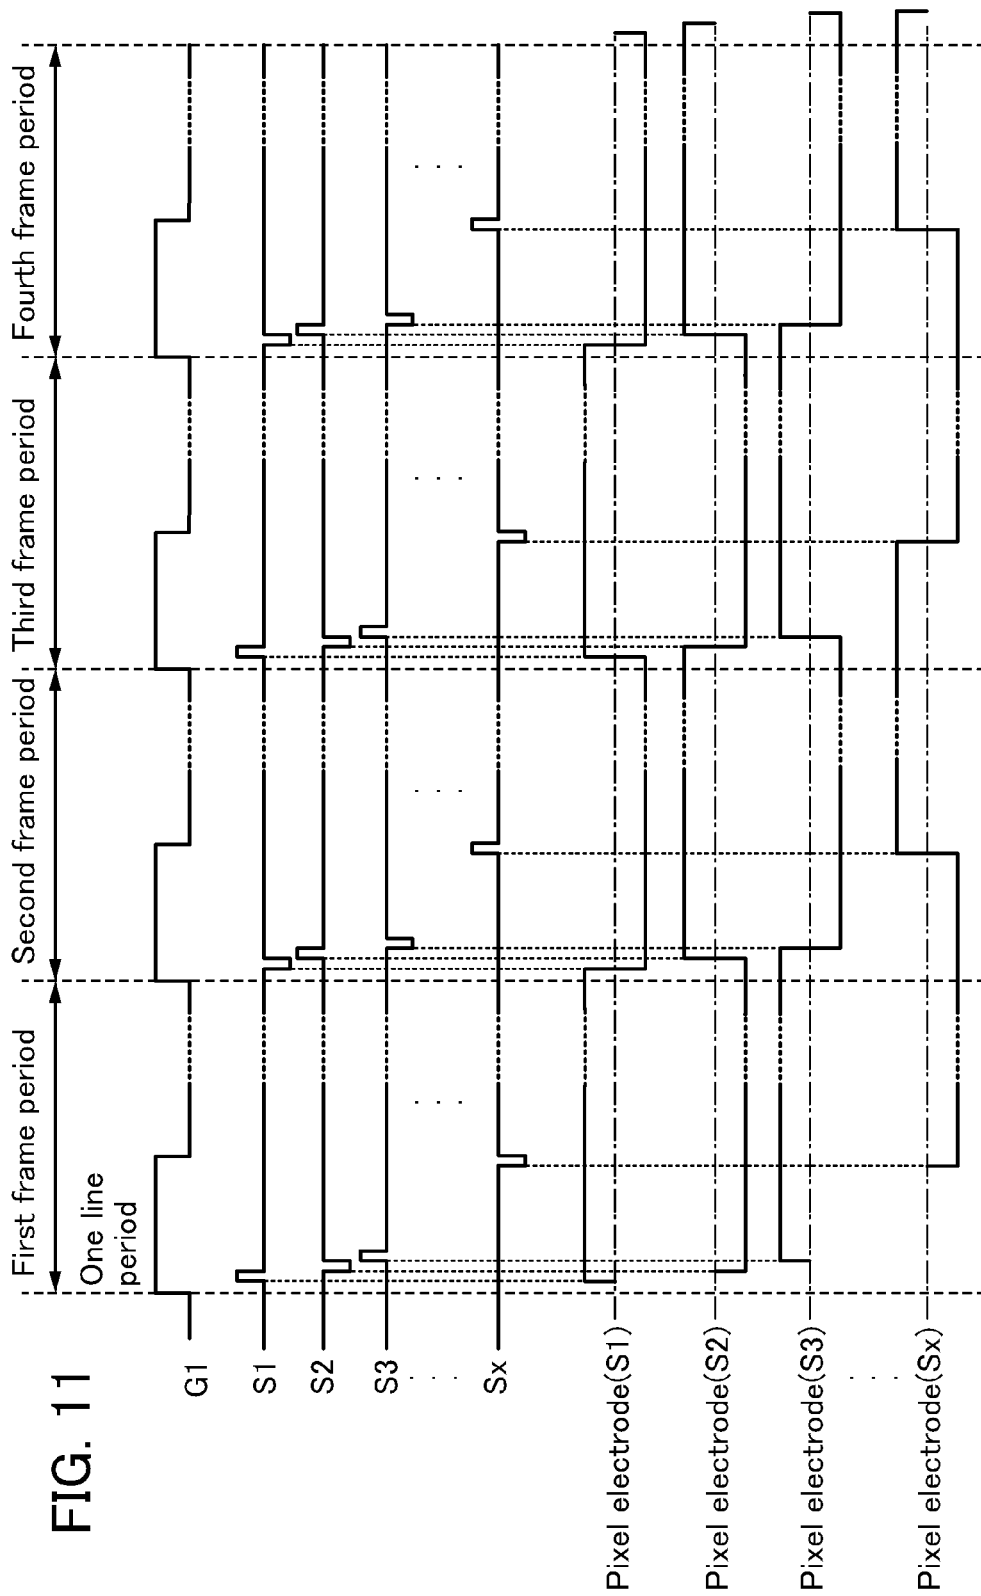 FIG. 11
First frame period
Second frame period
Third frame period
Fourth frame period
One line
period
G1
S1
S2
S3
. . . .
Sx
Pixel electrode(S1)
Pixel electrode(S2)
Pixel electrode(S3)
. . . .
Pixel electrode(Sx)
. . .
. . .
. . .
. . .